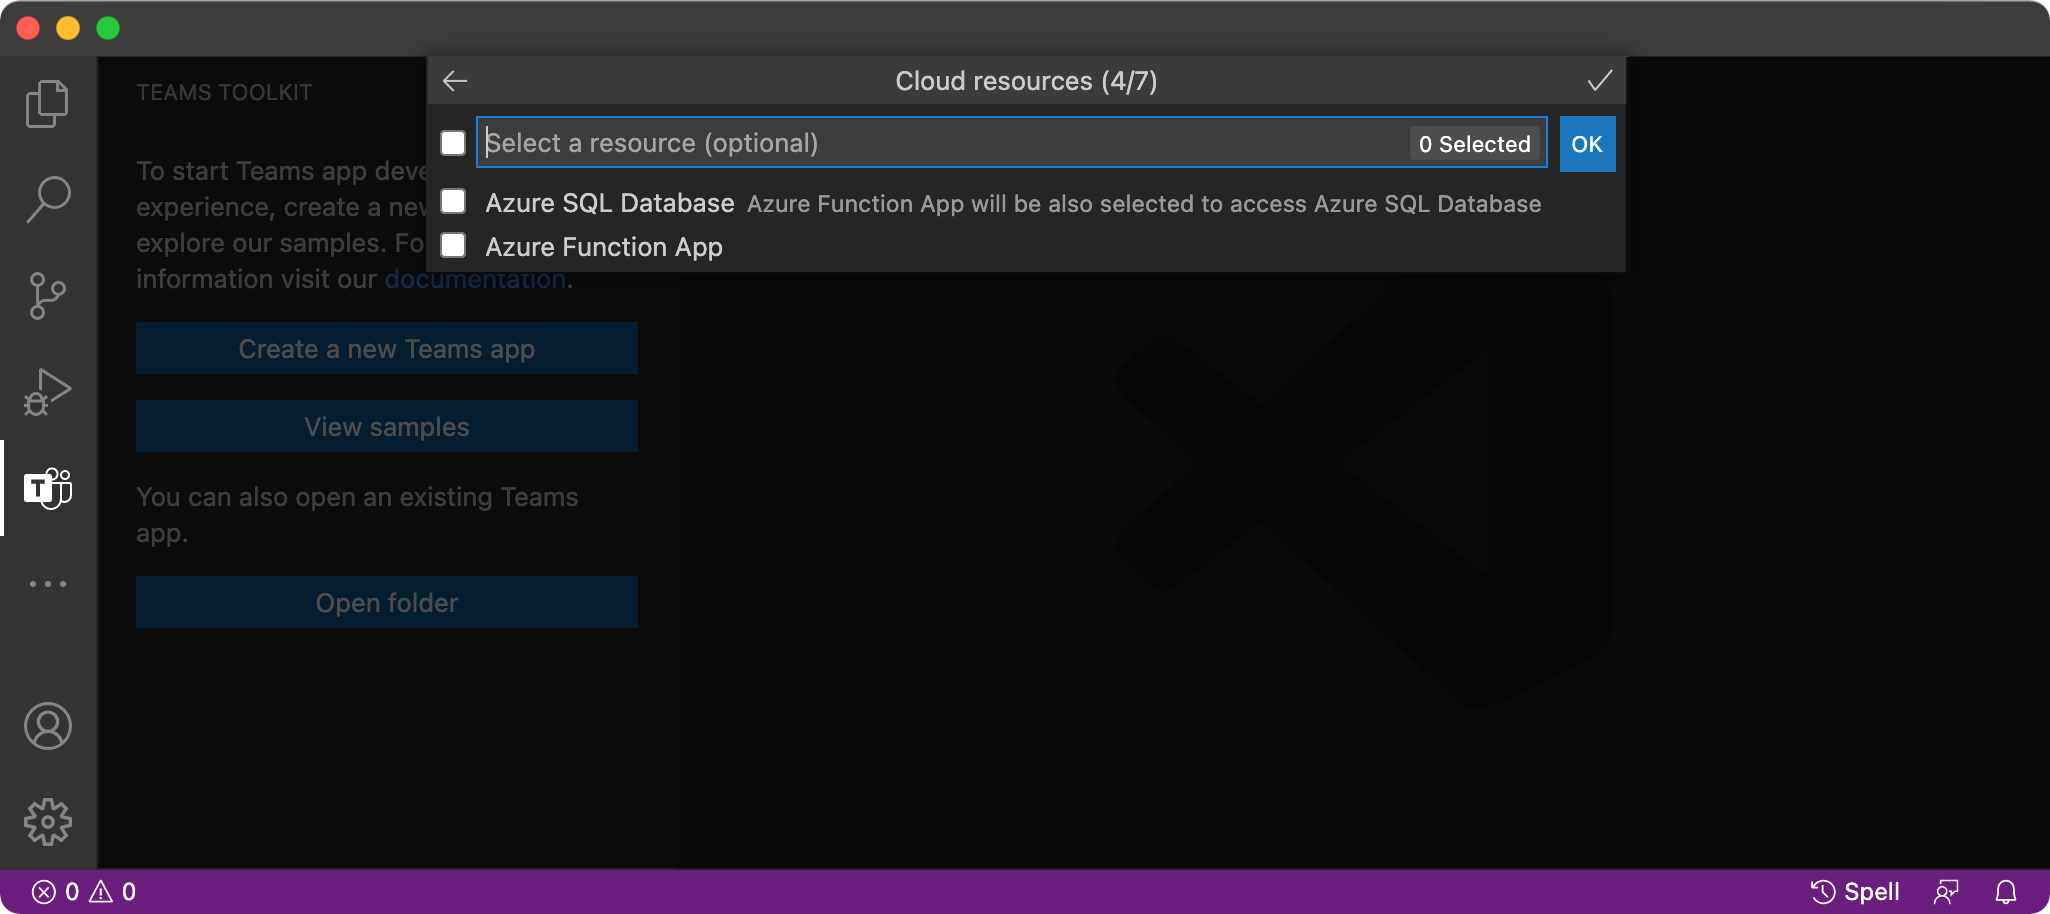 Cloud resources (4/7)
Select a resource (optional)
0 Selected
OK
Azure SQL Database Azure Function App will be also selected to access Azure SQL Database
Azure Function App
TEAMS TOOLKIT
To start Teams app deve
experience, create a nev
explore our samples. Fo
information visit our documentation.
Create a new Teams app
View samples
You can also open an existing Teams
app.
Open folder
T
0 0
Spell